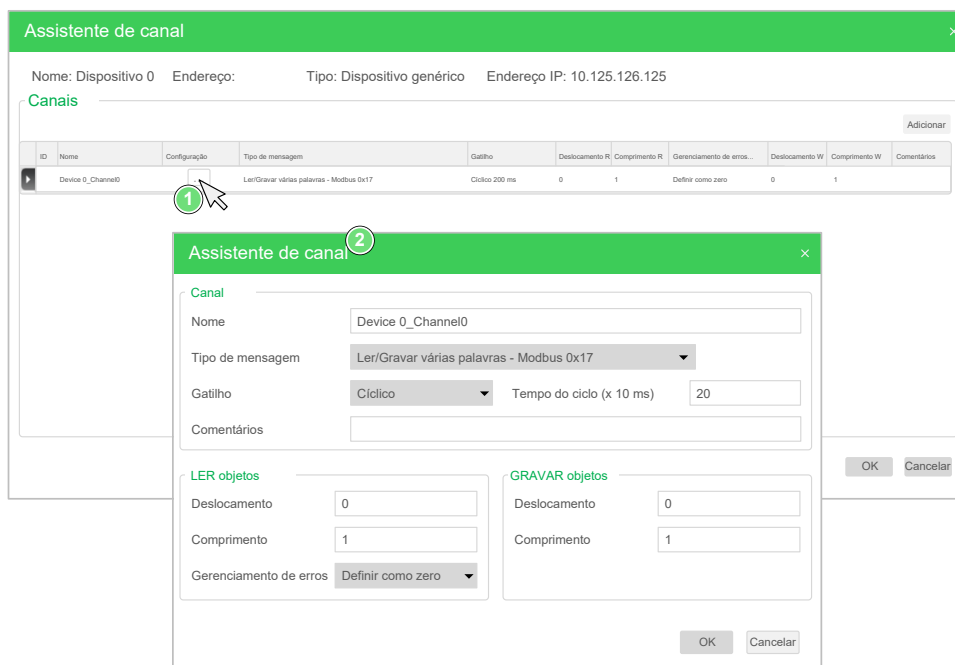 Assistente de canal ×
Nome: Dispositivo 0 Endereço: Tipo: Dispositivo genérico Endereço IP: 10.125.126.125
Canais
Adicionar
ID Nome Configuração Tipo de mensagem Gatilho Deslocamento R Comprimento R Gerenciamento de erros... Deslocamento W Comprimento W Comentários
Device 0_Channel0 Ler/Gravar várias palavras - Modbus 0x17 Cíclico 200 ms 0 1 Definir como zero 0 1
1
2
Assistente de canal ×
Canal
Nome Device 0_Channel0
Tipo de mensagem Ler/Gravar várias palavras - Modbus 0x17
Gatilho Cíclico Tempo do ciclo (x 10 ms) 20
Comentários
OK Cancelar
LER objetos GRAVAR objetos
Deslocamento 0 Deslocamento 0
Comprimento 1 Comprimento 1
Gerenciamento de erros Definir como zero
OK Cancelar